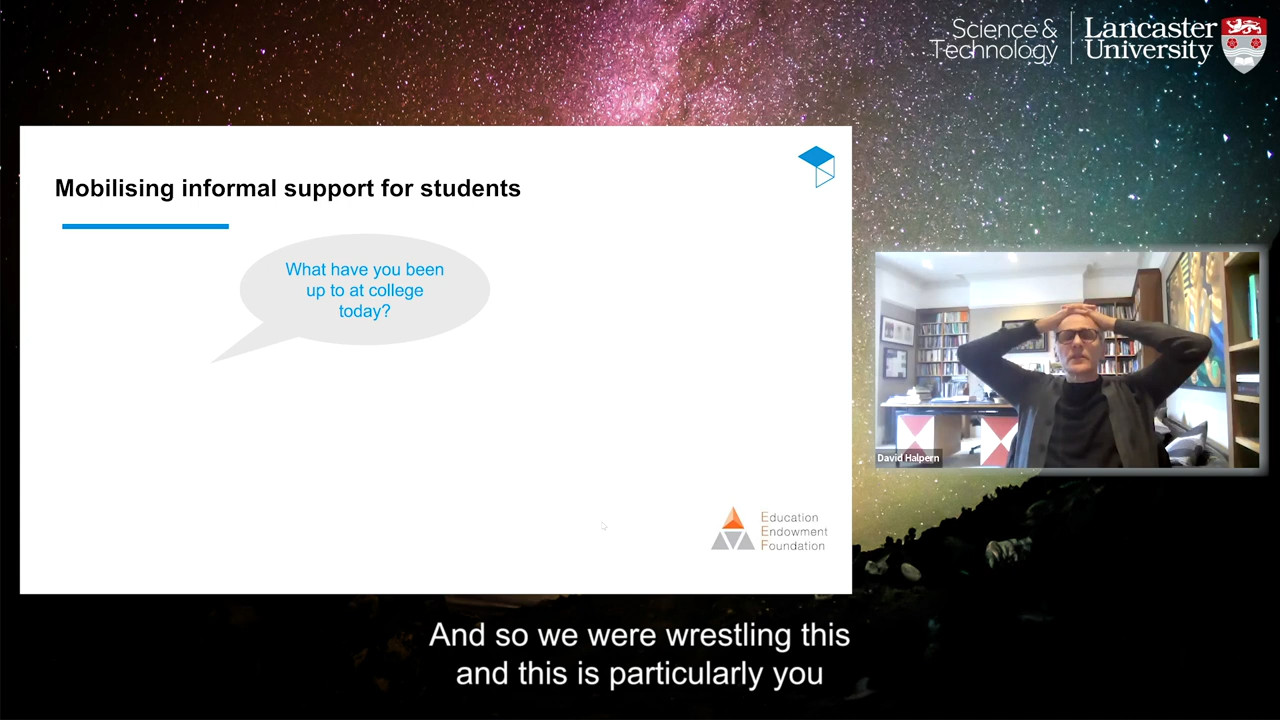 Science &
Technology
Lancaster
University
Mobilising informal support for students
What have you been
up to at college
today?
Education
Endowment
Foundation
David Halpern
And so we were wrestling this
and this is particularly you